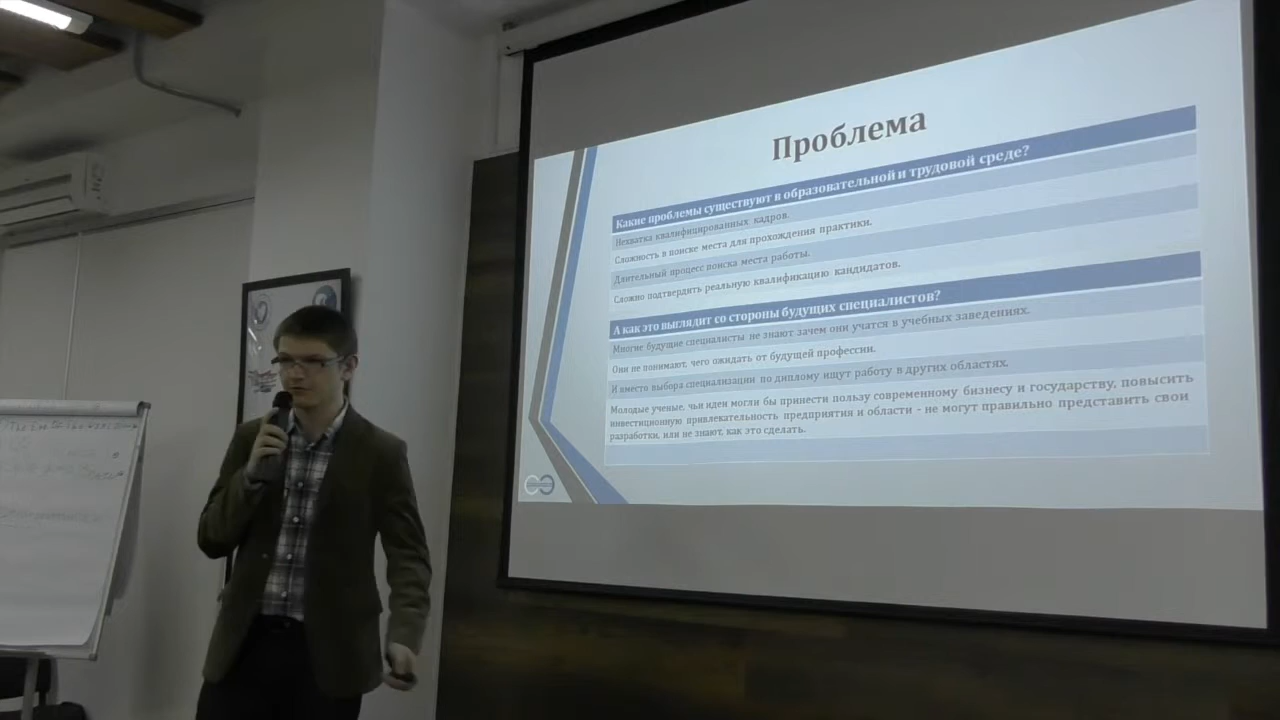 Проблема
Какие проблемы существуют в образовательной и трудовой среде?
Нехватка квалифицированных кадров.
Сложность в поиске места для прохождения практики.
Длительный процесс поиска места работы.
Сложно подтвердить реальную квалификацию кандидатов.
А как это выглядит со стороны будущих специалистов?
Многие будущие специалисты не знают зачем они учатся в учебных заведениях.
Они не понимают, чего ожидать от будущей профессии.
И вместо выбора специализации по диплому ищут работу в других областях.
Молодые ученые, чьи идеи могли бы принести пользу современному бизнесу и государству, повысить
инвестиционную привлекательность предприятия и области - не могут правильно представить свои
разработки, или не знают, как это сделать.